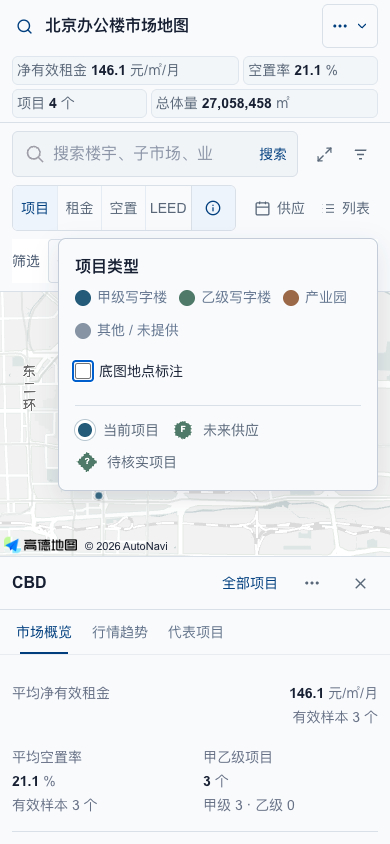 北京办公楼市场地图
净有效租金 146.1 元/㎡/月
空置率 21.1 %
项目 4 个
总体量 27,058,458 ㎡
搜索楼宇、子市场、业
搜索
项目
租金
空置
LEED
供应
列表
筛选
项目类型
甲级写字楼
乙级写字楼
产业园
其他 / 未提供
底图地点标注
当前项目
F
未来供应
?
待核实项目
东二环
高德地图
© 2026 AutoNavi
CBD
全部项目
市场概览
行情趋势
代表项目
平均净有效租金
146.1 元/㎡/月
有效样本 3 个
平均空置率
21.1 %
有效样本 3 个
甲乙级项目
3 个
甲级 3 · 乙级 0